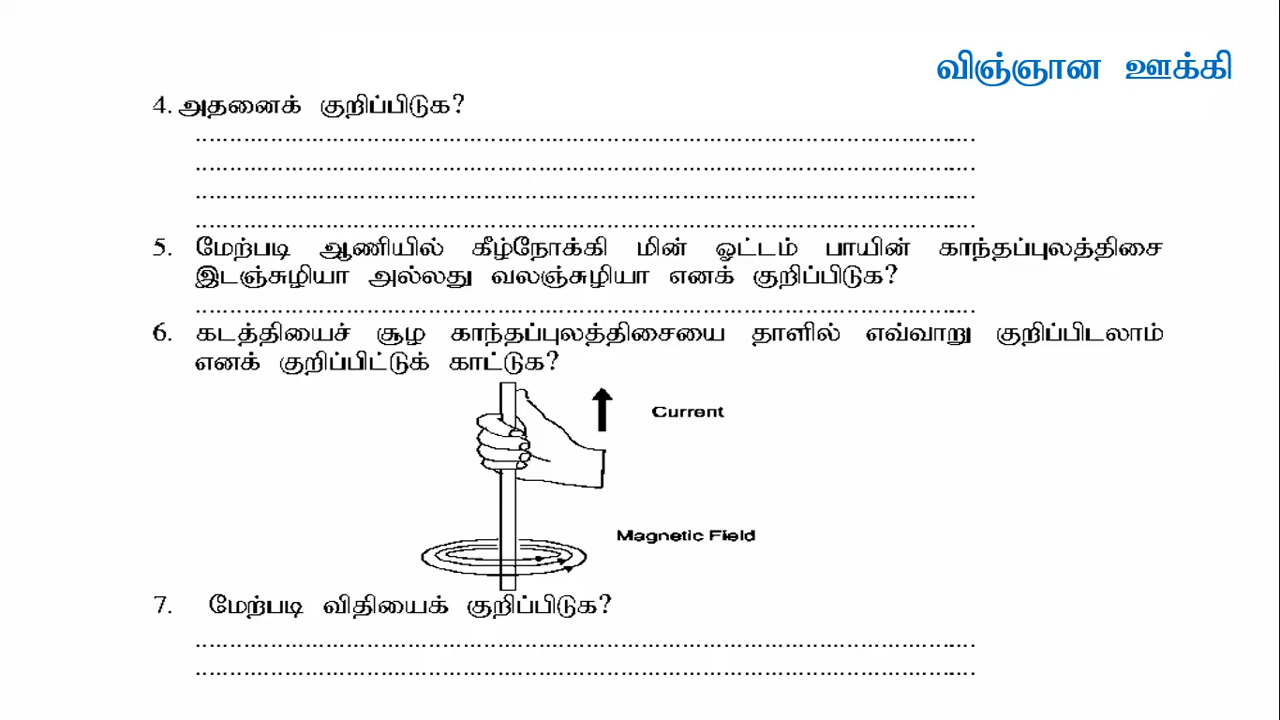 விஞ்ஞான ஊக்கி
4. அதனைக் குறிப்பிடுக?
5. மேற்படி ஆணியில் கீழ்நோக்கி மின் ஓட்டம் பாயின் காந்தப்புலத்திசை
இடஞ்சுழியா அல்லது வலஞ்சுழியா எனக் குறிப்பிடுக?
6. கடத்தியைச் சூழ காந்தப்புலத்திசையை தாளில் எவ்வாறு குறிப்பிடலாம்
எனக் குறிப்பிட்டுக் காட்டுக?
Current
Magnetic Field
7. மேற்படி விதியைக் குறிப்பிடுக?